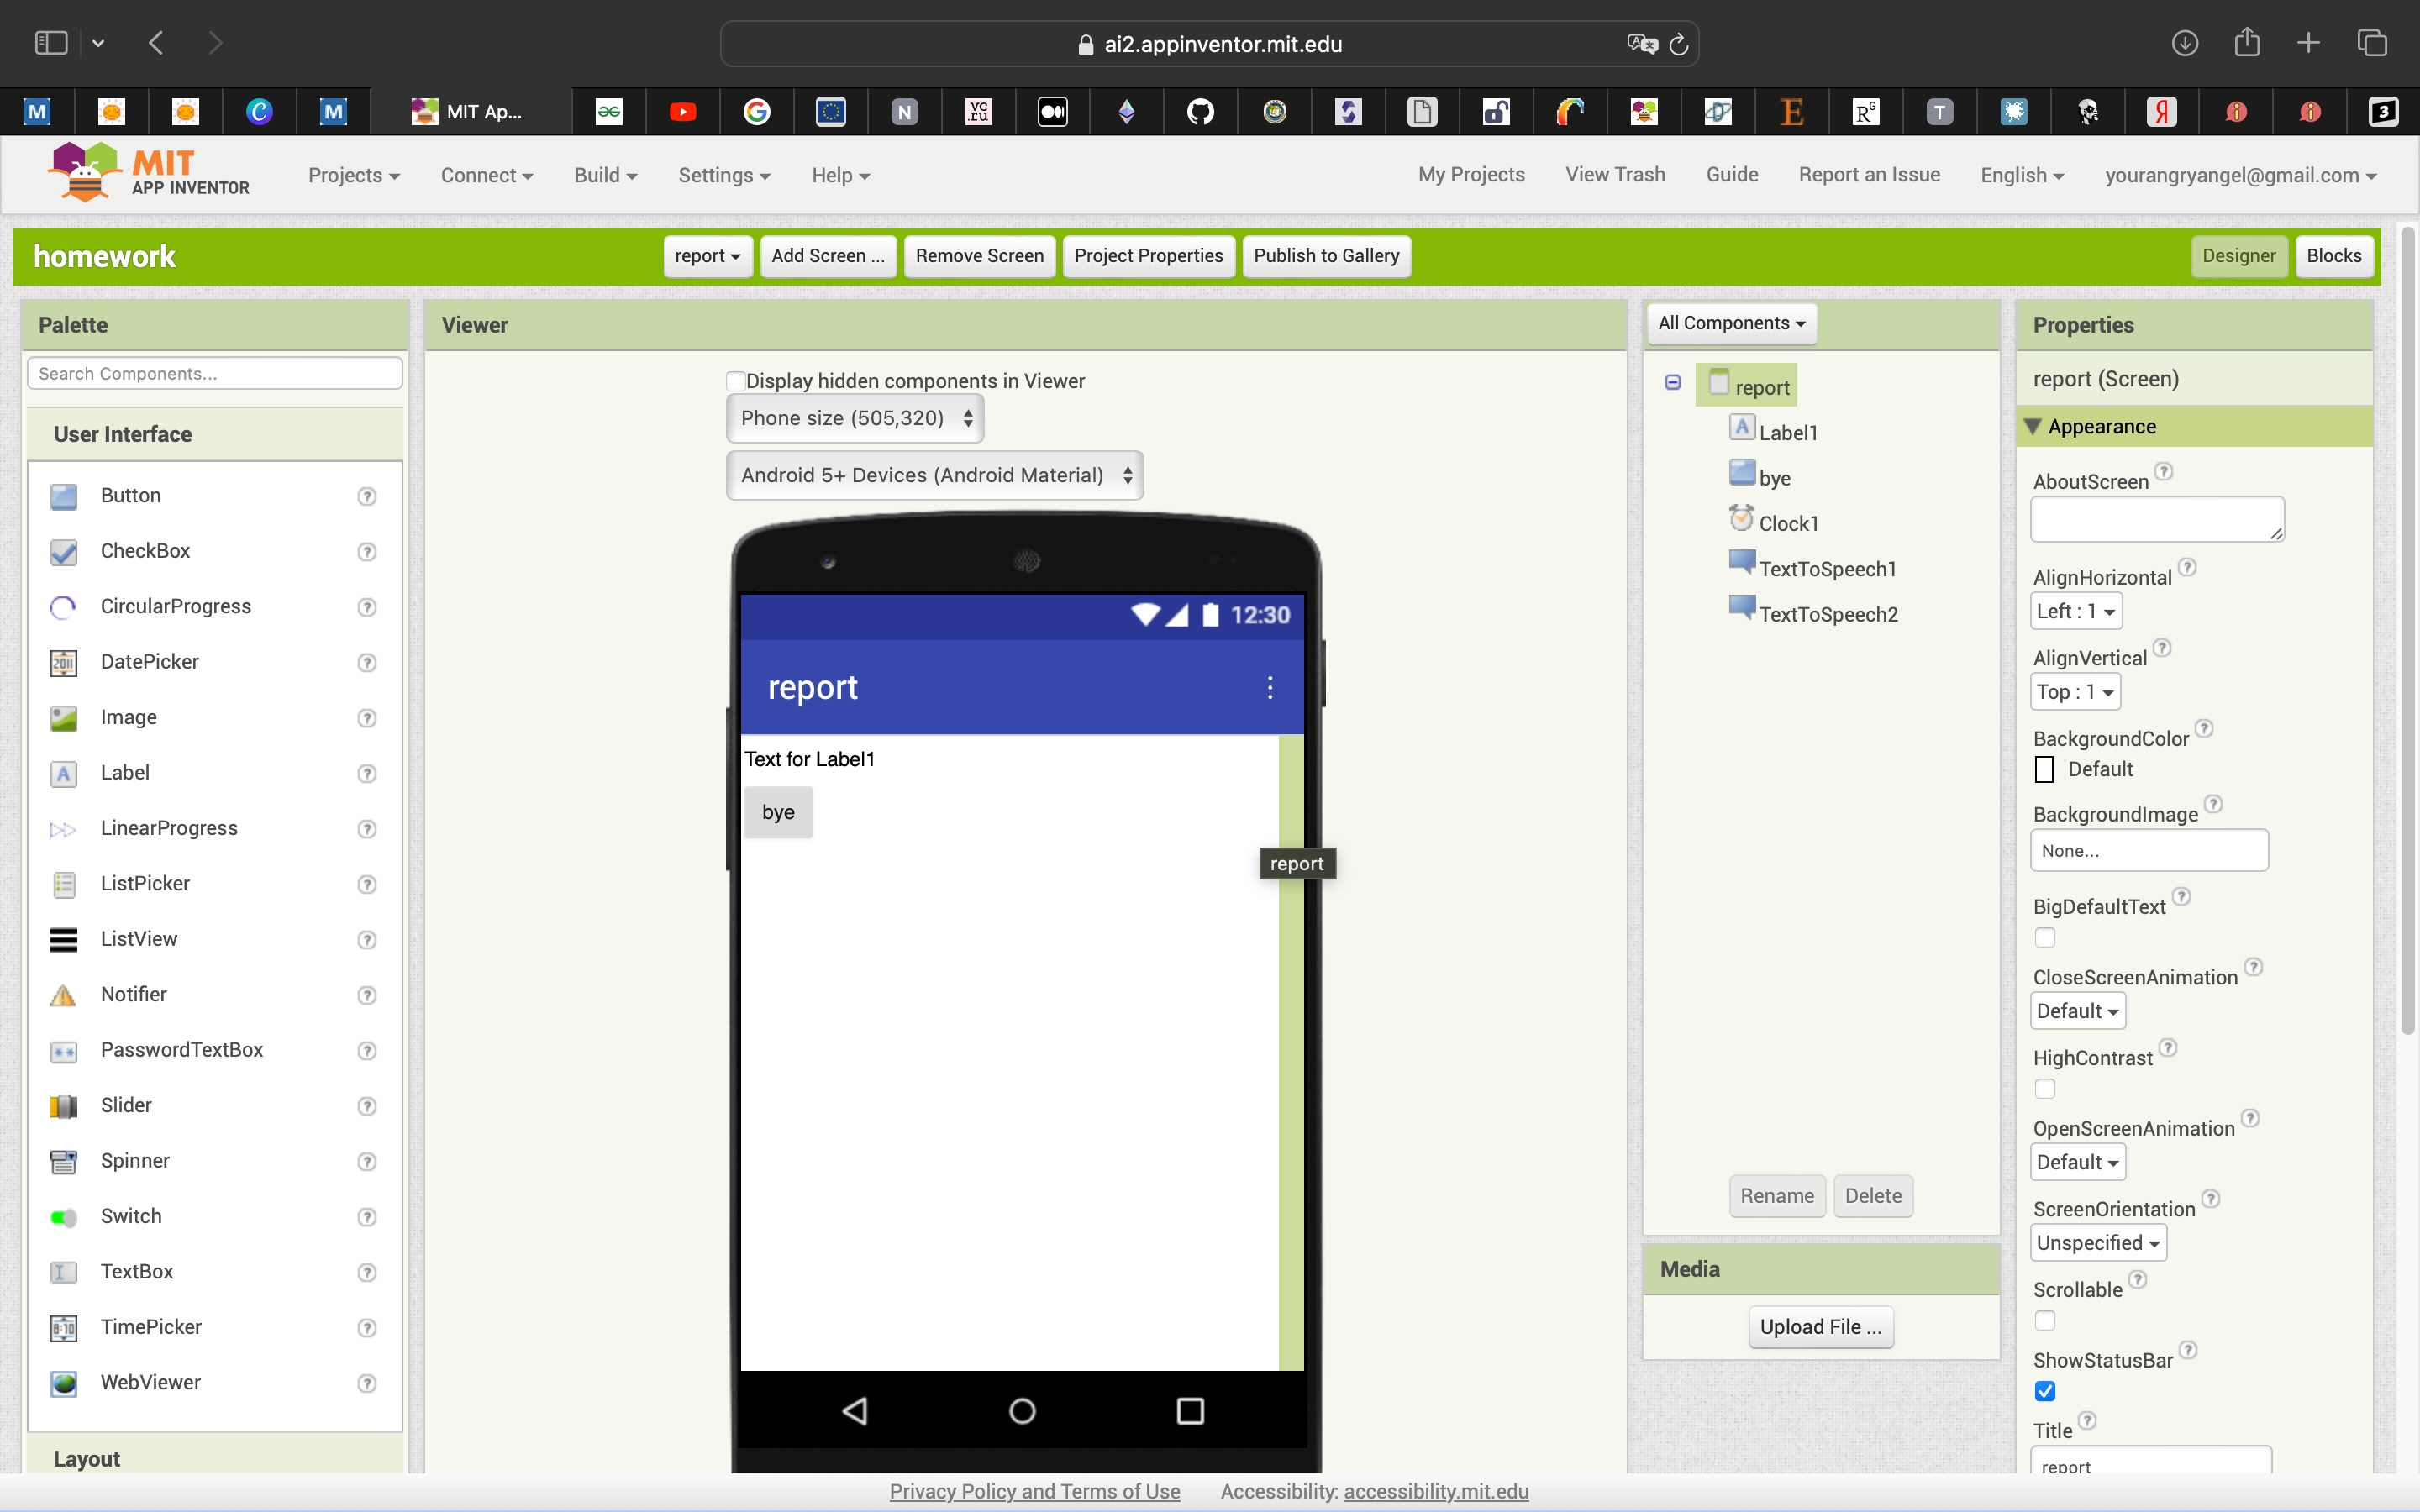 ai2.appinventor.mit.edu
MIT Ap...
MIT
APP INVENTOR
Projects
Connect
Build
Settings
Help
My Projects
View Trash
Guide
Report an Issue
English
yourangryangel@gmail.com
homework
report
Add Screen ...
Remove Screen
Project Properties
Publish to Gallery
Designer
Blocks
Palette
Search Components...
User Interface
Button
CheckBox
CircularProgress
DatePicker
Image
Label
LinearProgress
ListPicker
ListView
Notifier
PasswordTextBox
Slider
Spinner
Switch
TextBox
TimePicker
WebViewer
Layout
Viewer
Display hidden components in Viewer
Phone size (505,320)
Android 5+ Devices (Android Material)
12:30
report
Text for Label1
bye
report
All Components
report
Label1
bye
Clock1
TextToSpeech1
TextToSpeech2
Rename
Delete
Media
Upload File ...
Properties
report (Screen)
Appearance
AboutScreen
AlignHorizontal
Left : 1
AlignVertical
Top : 1
BackgroundColor
Default
BackgroundImage
None...
BigDefaultText
CloseScreenAnimation
Default
HighContrast
OpenScreenAnimation
Default
ScreenOrientation
Unspecified
Scrollable
ShowStatusBar
Title
report
Privacy Policy and Terms of Use
Accessibility: accessibility.mit.edu